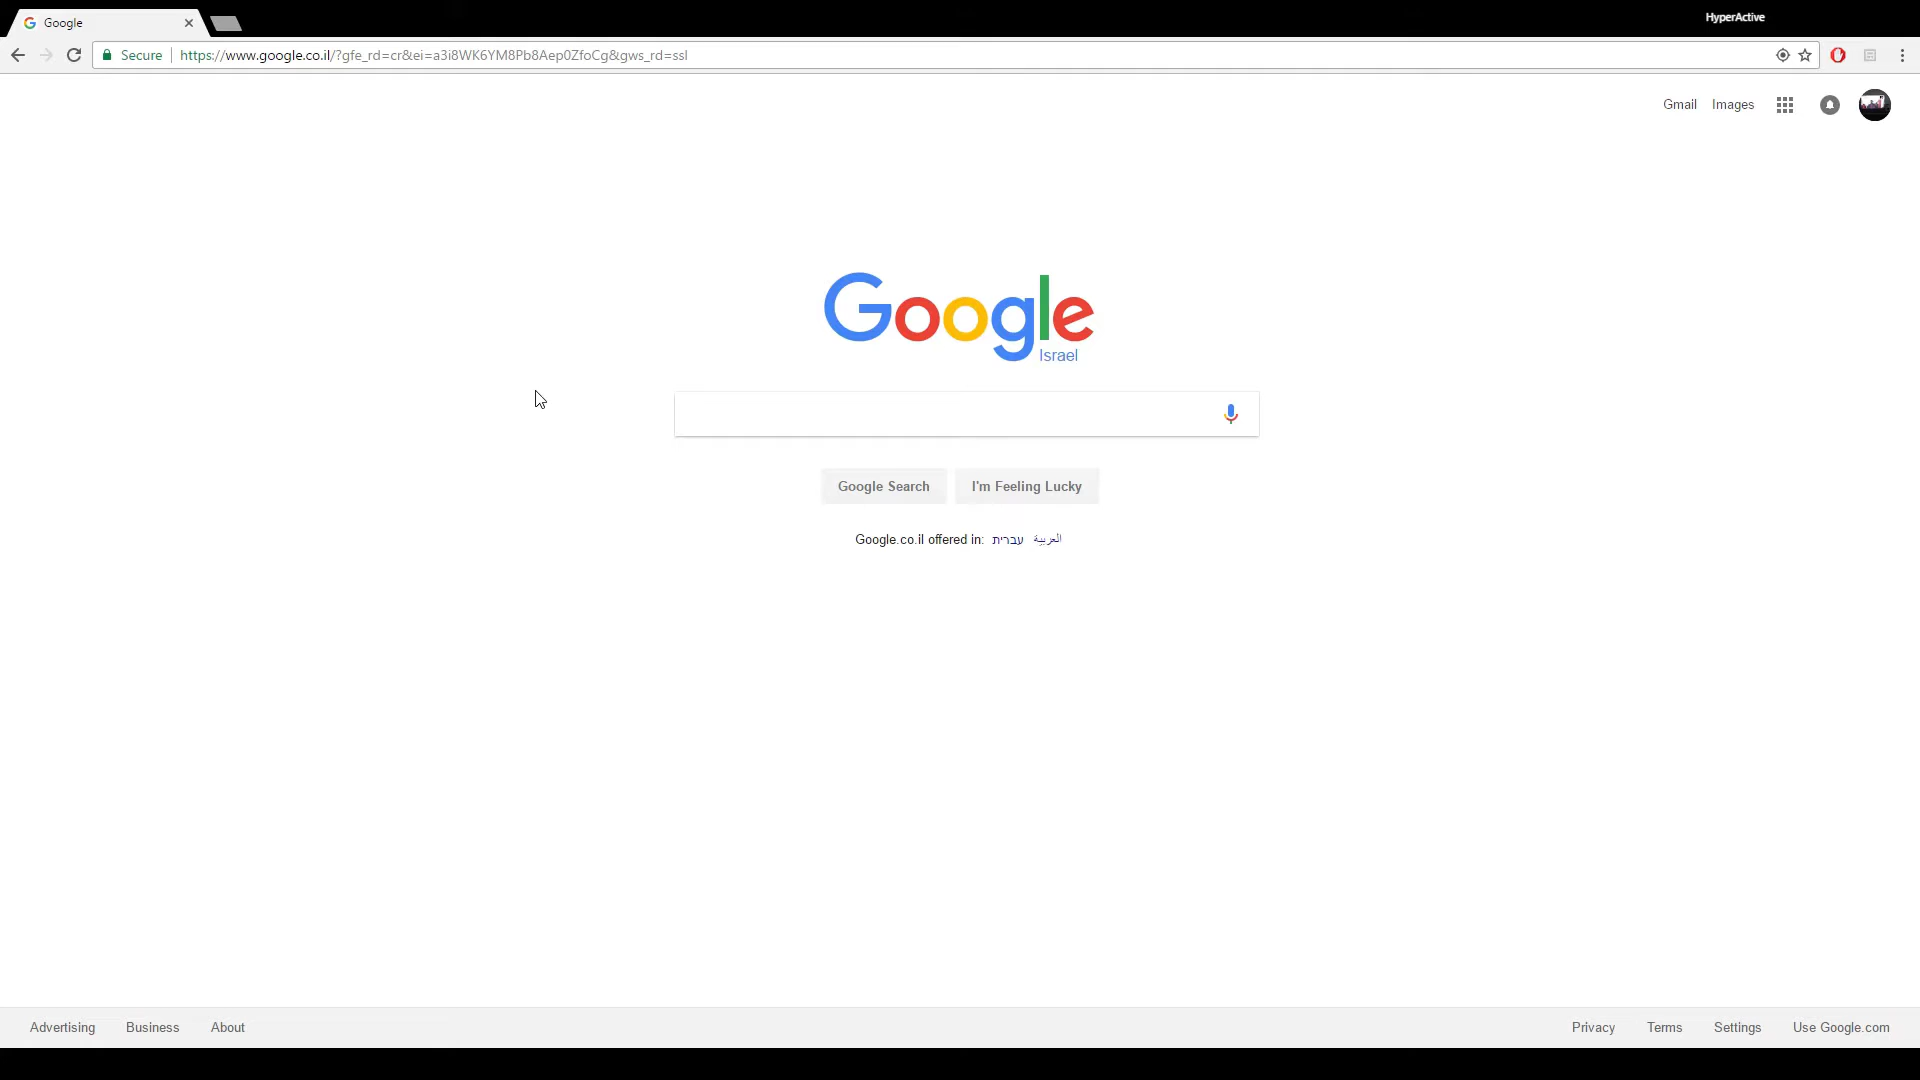 Google
HyperActive
Secure
https://www.google.co.il/?gfe_rd=cr&ei=a3i8WK6YM8Pb8Aep0ZfoCg&gws_rd=ssl
Gmail Images
Google
Israel
Google Search I'm Feeling Lucky
Google.co.il offered in: עברית العربية
Advertising Business About Privacy Terms Settings Use Google.com